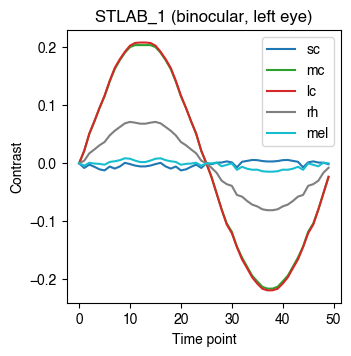 STLAB_1 (binocular, left eye)
sc
mc
lc
rh
mel
Contrast
0.2
0.1
0.0
−0.1
−0.2
0
10
20
30
40
50
Time point